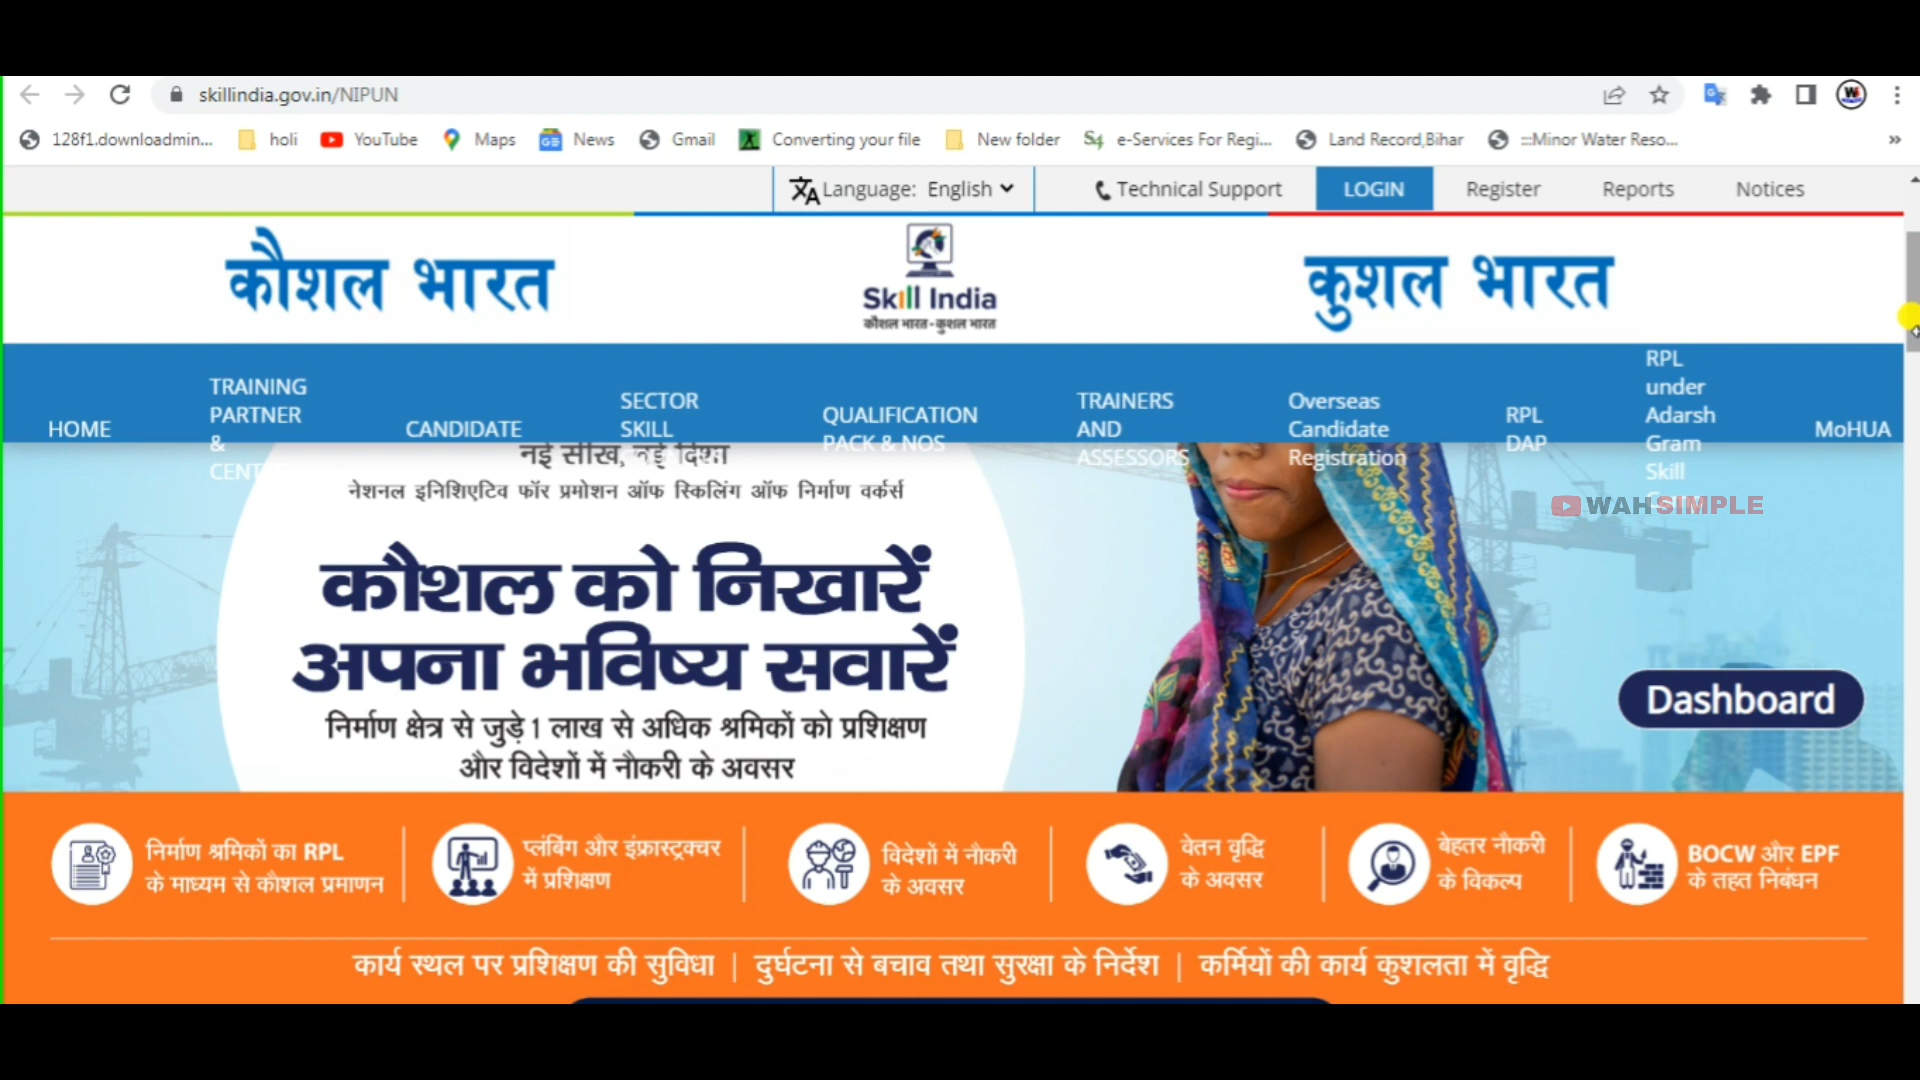 skillindia.gov.in/NIPUN
128f1.downloadmin... holi YouTube Maps News Gmail Converting your file New folder e-Services For Regi... Land Record,Bihar :::Minor Water Reso... »
Language: English Technical Support LOGIN Register Reports Notices
कौशल भारत
Skill India
कौशल भारत - कुशल भारत
कुशल भारत
HOME
TRAINING
PARTNER
&
CANDIDATE
SECTOR
SKILL
QUALIFICATION
PACK & NOS
TRAINERS
AND
ASSESSORS
Overseas
Candidate
Registration
RPL
DAP
RPL
under
Adarsh
Gram
Skill
MoHUA
नई सीख, नई दिशा
नेशनल इनिशिएटिव फॉर प्रमोशन ऑफ स्किलिंग ऑफ निर्माण वर्कर्स
WAHSIMPLE
कौशल को निखारें
अपना भविष्य सवारें
निर्माण क्षेत्र से जुड़े 1 लाख से अधिक श्रमिकों को प्रशिक्षण
और विदेशों में नौकरी के अवसर
Dashboard
निर्माण श्रमिकों का RPL
के माध्यम से कौशल प्रमाणन
प्लंबिंग और इंफ्रास्ट्रक्चर
में प्रशिक्षण
विदेशों में नौकरी
के अवसर
वेतन वृद्धि
के अवसर
बेहतर नौकरी
के विकल्प
BOCW और EPF
के तहत निबंधन
कार्य स्थल पर प्रशिक्षण की सुविधा | दुर्घटना से बचाव तथा सुरक्षा के निर्देश | कर्मियों की कार्य कुशलता में वृद्धि